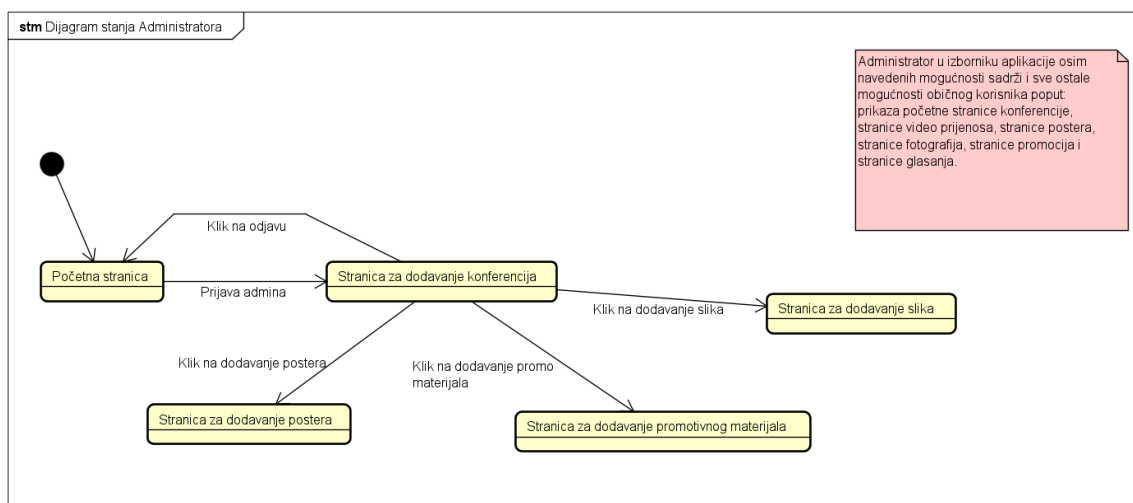 stm Dijagram stanja Administratora
Administrator u izborniku aplikacije osim
navedenih mogućnosti sadrži i sve ostale
mogućnosti običnog korisnika poput:
prikaza početne stranice konferencije,
stranice video prijenosa, stranice postera,
stranice fotografija, stranice promocija i
stranice glasanja.
Klik na odjavu
Početna stranica
Prijava admina
Stranica za dodavanje konferencija
Klik na dodavanje slika
Stranica za dodavanje slika
Klik na dodavanje postera
Klik na dodavanje promo
materijala
Stranica za dodavanje postera
Stranica za dodavanje promotivnog materijala